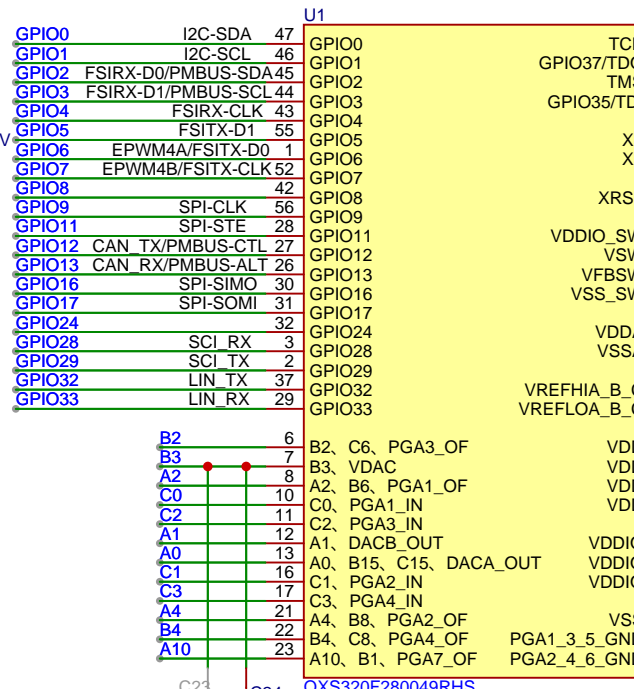 U1
GPIO0 I2C-SDA 47 GPIO0
GPIO1 I2C-SCL 46 GPIO1 GPIO37/TDO
GPIO2 FSIRX-D0/PMBUS-SDA 45 GPIO2
GPIO3 FSIRX-D1/PMBUS-SCL 44 GPIO3
GPIO4 FSIRX-CLK 43 GPIO4
GPIO5 FSITX-D1 55 GPIO5
GPIO6 EPWM4A/FSITX-D0 1 GPIO6
GPIO7 EPWM4B/FSITX-CLK 52 GPIO7
GPIO8 42 GPIO8
GPIO9 SPI-CLK 56 GPIO9
GPIO11 SPI-STE 28 GPIO11
GPIO12 CAN_TX/PMBUS-CTL 27 GPIO12
GPIO13 CAN_RX/PMBUS-ALT 26 GPIO13
GPIO16 SPI-SIMO 30 GPIO16
GPIO17 SPI-SOMI 31 GPIO17
GPIO24 32 GPIO24
GPIO28 SCI_RX 3 GPIO28
GPIO29 SCI_TX 2 GPIO29
GPIO32 LIN_TX 37 GPIO32
GPIO33 LIN_RX 29 GPIO33
B2 6 B2、C6、PGA3_OF
B3 7 B3、VDAC
A2 8 A2、B6、PGA1_OF
C0 10 C0、PGA1_IN
C2 11 C2、PGA3_IN
A1 12 A1、DACB_OUT
A0 13 A0、B15、C15、DACA_OUT
C1 16 C1、PGA2_IN
C3 17 C3、PGA4_IN
A4 21 A4、B8、PGA2_OF
B4 22 B4、C8、PGA4_OF PGA1_3_5_GND
A10 23 A10、B1、PGA7_OF PGA2_4_6_GND
QXS320F280049RHS